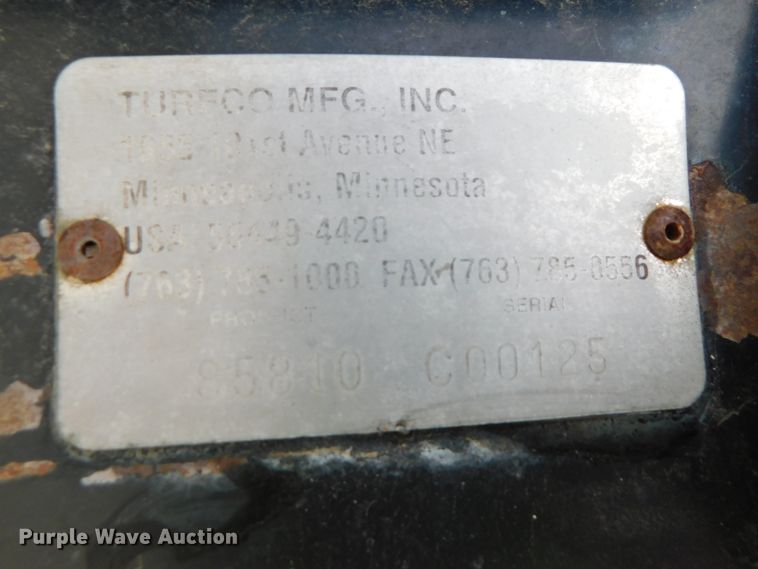 TURFCO MFG., INC.
1655 101st Avenue NE
Minneapolis, Minnesota
USA 55449-4420
(763) 785-1000 FAX (763) 785-0556
PRODUCT SERIAL
85810 C00125
Purple Wave Auction